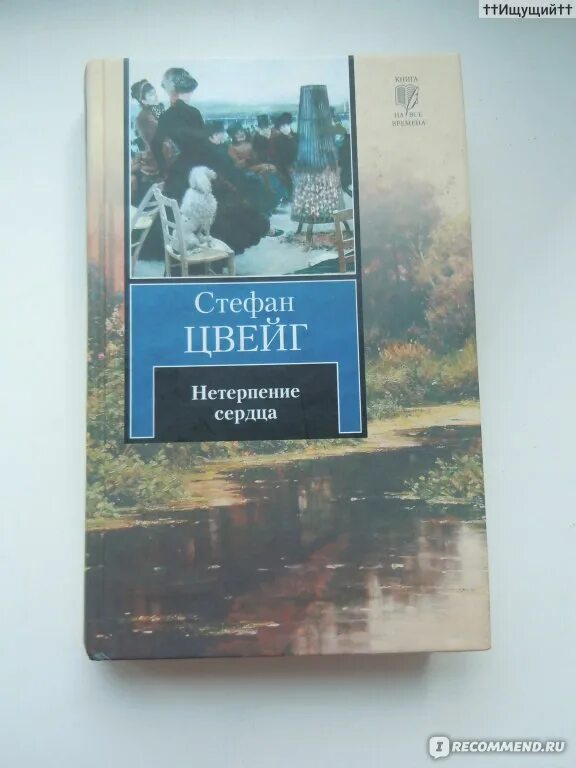 ††Ищущий††
КНИГА
НА ВСЕ
ВРЕМЕНА
Стефан
ЦВЕЙГ
Нетерпение
сердца
I RECOMMEND.RU